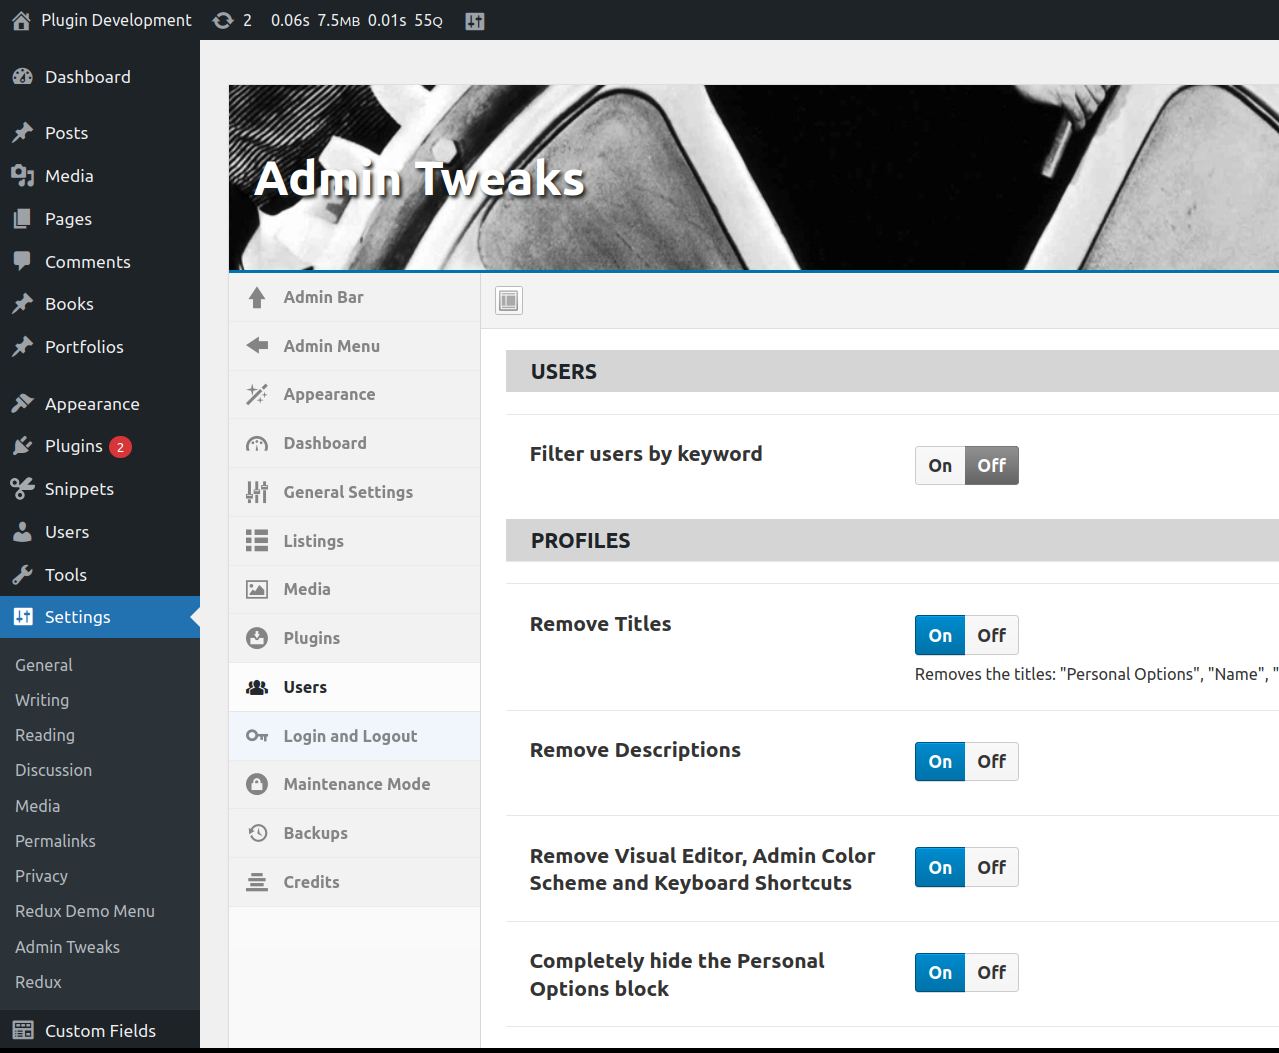 Plugin Development 2 0.06s 7.5MB 0.01s 55Q
Dashboard
Posts
Media
Pages
Comments
Books
Portfolios
Appearance
Plugins 2
Snippets
Users
Tools
Settings
General
Writing
Reading
Discussion
Media
Permalinks
Privacy
Redux Demo Menu
Admin Tweaks
Redux
Custom Fields
Admin Tweaks
Admin Bar
Admin Menu
Appearance
Dashboard
General Settings
Listings
Media
Plugins
Users
Login and Logout
Maintenance Mode
Backups
Credits
USERS
Filter users by keyword
On Off
PROFILES
Remove Titles
On Off
Removes the titles: "Personal Options", "Name", "
Remove Descriptions
On Off
Remove Visual Editor, Admin Color
Scheme and Keyboard Shortcuts
On Off
Completely hide the Personal
Options block
On Off